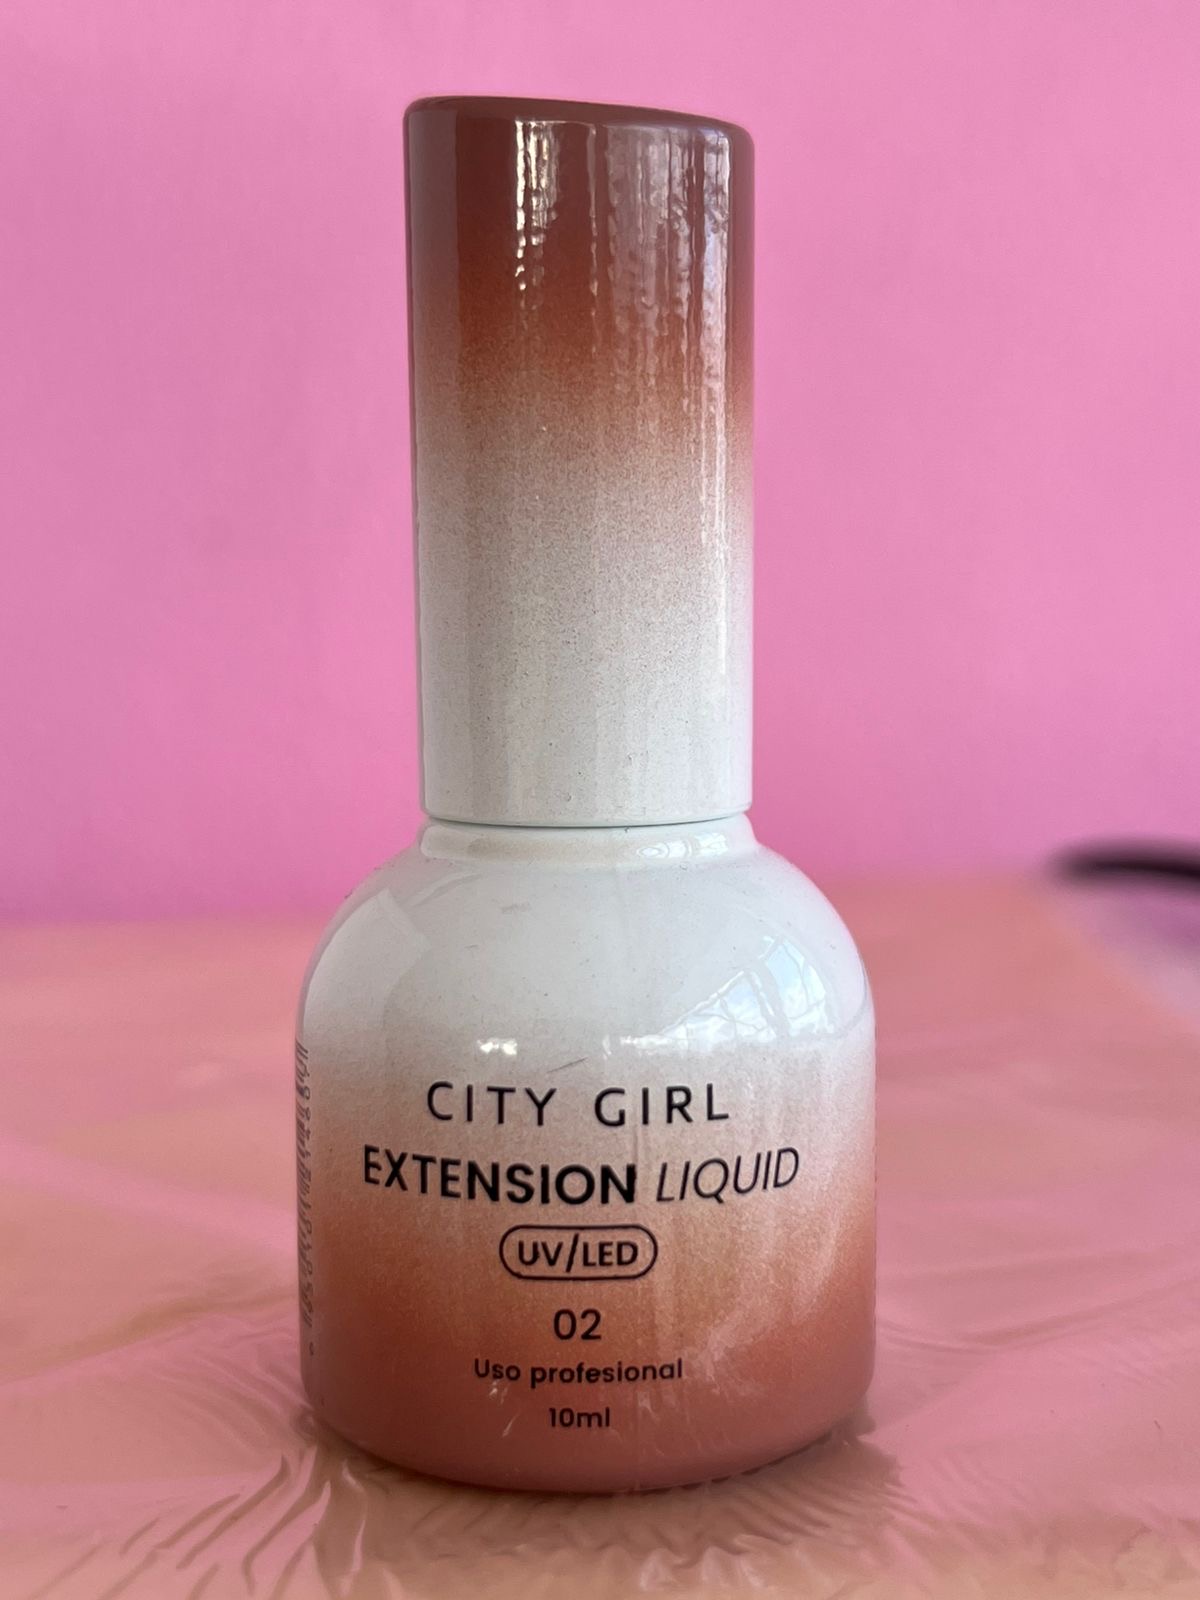 CITY GIRL
EXTENSION LIQUID
UV/LED
02
Uso profesional
10ml